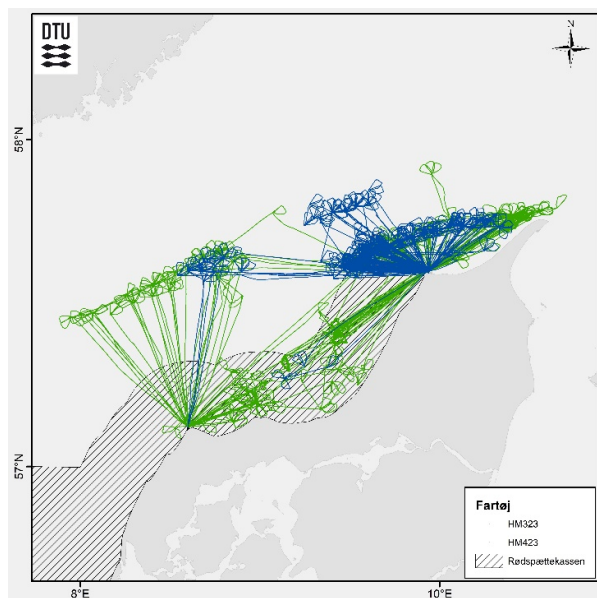 DTU
N
58°N
57°N
8°E
10°E
Fartøj
HM323
HM423
Rødspættekassen